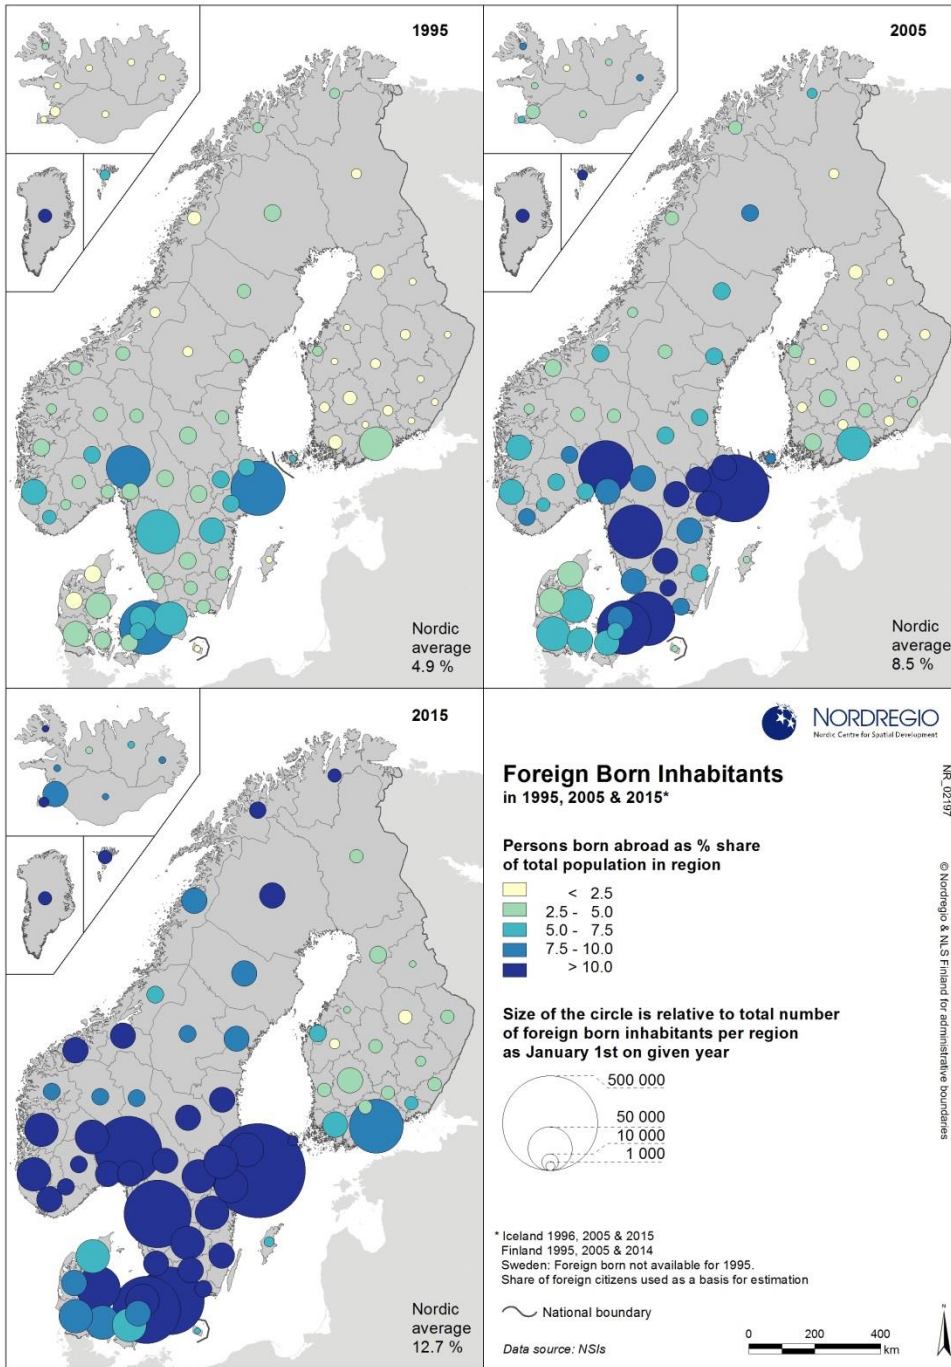 1995
Nordic
average
4.9 %
2005
Nordic
average
8.5 %
2015
Nordic
average
12.7 %
NORDREGIO
Nordic Centre for Spatial Development
Foreign Born Inhabitants
in 1995, 2005 & 2015*
Persons born abroad as % share
of total population in region
< 2.5
2.5 - 5.0
5.0 - 7.5
7.5 - 10.0
> 10.0
Size of the circle is relative to total number
of foreign born inhabitants per region
as January 1st on given year
500 000
50 000
10 000
1 000
* Iceland 1996, 2005 & 2015
Finland 1995, 2005 & 2014
Sweden: Foreign born not available for 1995.
Share of foreign citizens used as a basis for estimation
National boundary
Data source: NSIs
0 200 400
km
N
NR_02197
© Nordregio & NLS Finland for administrative boundaries